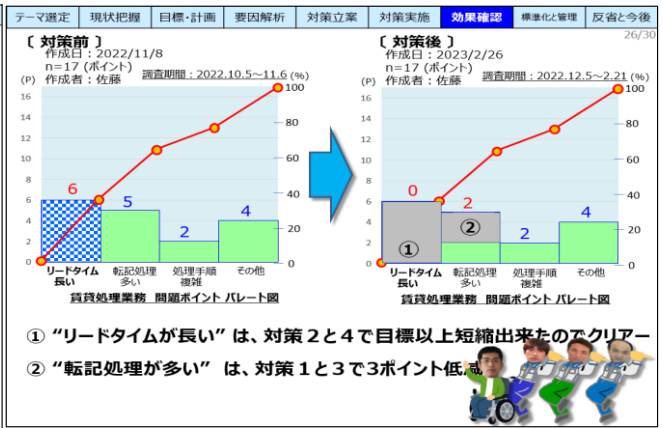 テーマ選定 現状把握 目標・計画 要因解析 対策立案 対策実施 効果確認 標準化と管理 反省と今後
26/30
〔 対策前 〕
作成日:2022/11/8
n=17 (ポイント)
作成者:佐藤
調査期間:2022.10.5~11.6
(P)
(%)
16
14
12
10
8
6
4
2
0
100
80
60
40
20
0
6
5
2
4
リードタイム長い
転記処理多い
処理手順複雑
その他
賃貸処理業務 問題ポイント パレート図
〔 対策後 〕
作成日:2023/2/26
n=17 (ポイント)
作成者:佐藤
調査期間:2022.12.5~2.21
(P)
(%)
16
14
12
10
8
6
4
2
0
100
80
60
40
20
0
0
2
2
4
①
②
リードタイム長い
転記処理多い
処理手順複雑
その他
賃貸処理業務 問題ポイント パレート図
① “リードタイムが長い” は、対策2と4で目標以上短縮出来たのでクリアー
② “転記処理が多い” は、対策1と3で3ポイント低減